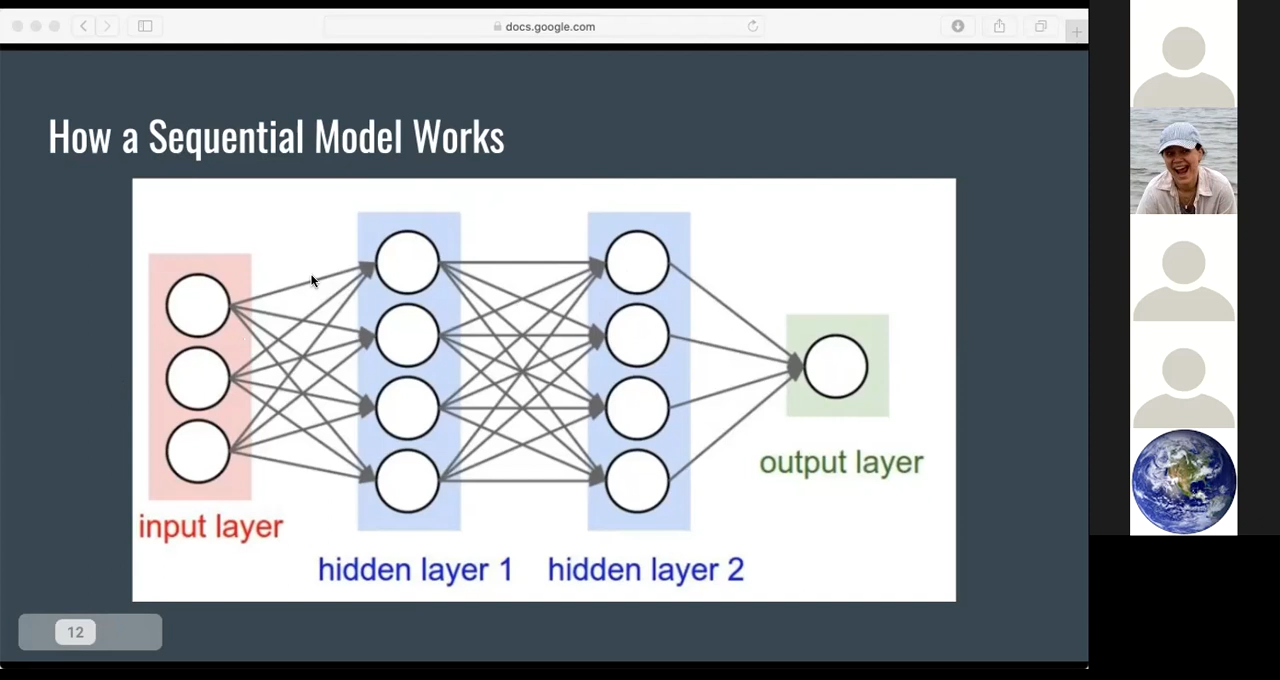 docs.google.com
How a Sequential Model Works
input layer
hidden layer 1
hidden layer 2
output layer
12